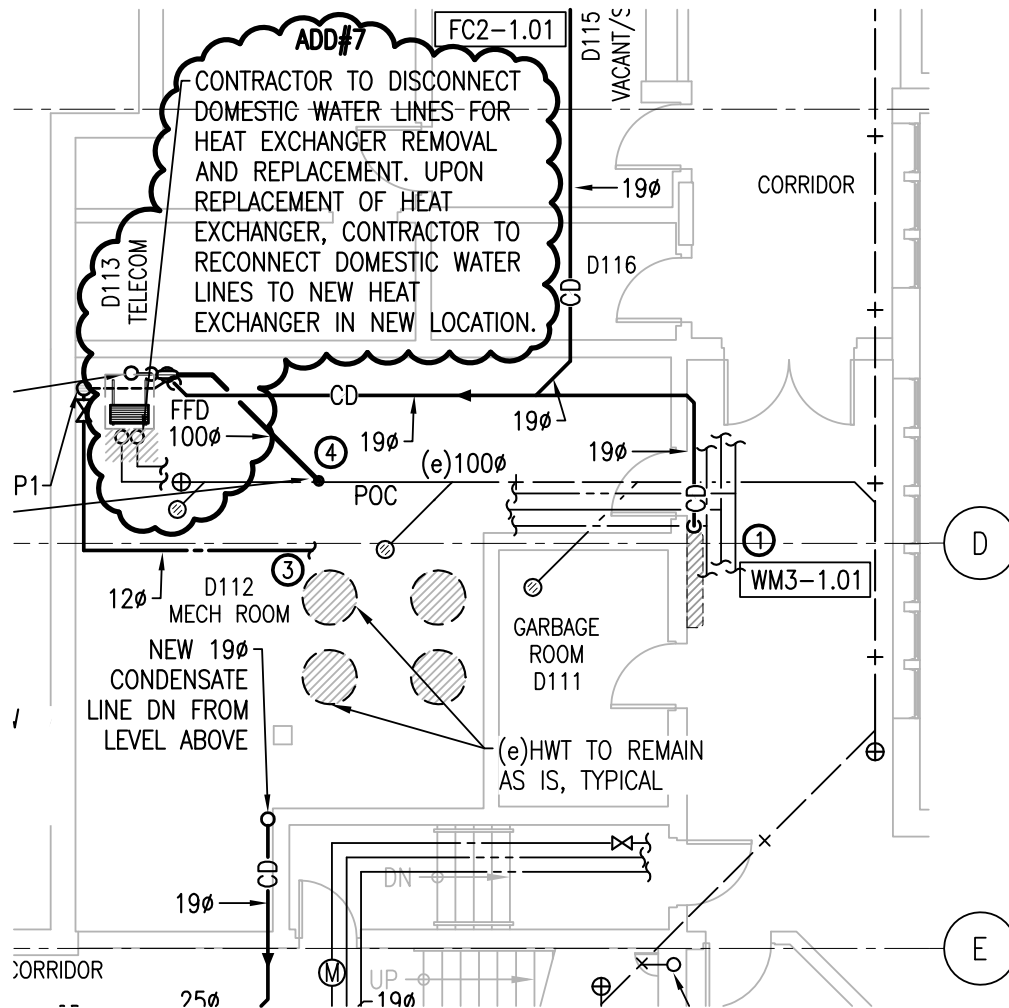 ADD#7
CONTRACTOR TO DISCONNECT
DOMESTIC WATER LINES FOR
HEAT EXCHANGER REMOVAL
AND REPLACEMENT. UPON
REPLACEMENT OF HEAT
EXCHANGER, CONTRACTOR TO
RECONNECT DOMESTIC WATER
LINES TO NEW HEAT
EXCHANGER IN NEW LOCATION.
FC2-1.01
D115
VACANT/S
19ø
CORRIDOR
D116
CD
D113
TELECOM
FFD
100ø
CD
19ø
19ø
19ø
CD
P1
4
(e)100ø
POC
1
WM3-1.01
D
12ø
3
D112
MECH ROOM
GARBAGE
ROOM
D111
NEW 19ø
CONDENSATE
LINE DN FROM
LEVEL ABOVE
(e)HWT TO REMAIN
AS IS, TYPICAL
CD
19ø
DN
E
CORRIDOR
M
UP
25ø
19ø